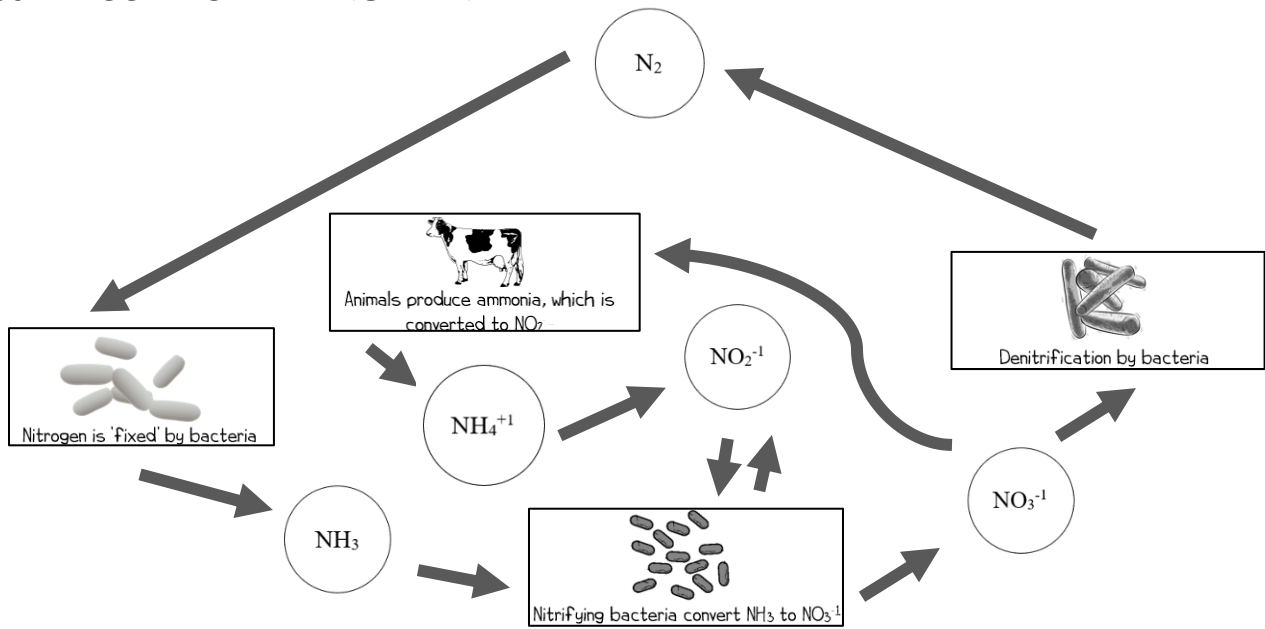 N₂
Animals produce ammonia, which is
converted to NO₂
NO₂⁻¹
Denitrification by bacteria
NH₄⁺¹
Nitrogen is 'fixed' by bacteria
NO₃⁻¹
NH₃
Nitrifying bacteria convert NH₃ to NO₃⁻¹